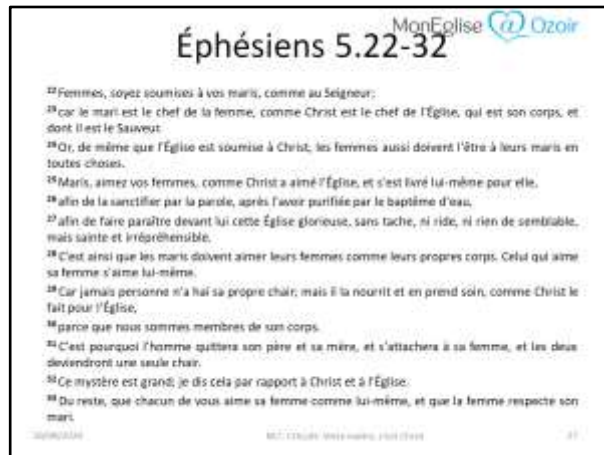 MonEglise @ Ozoir
Éphésiens 5.22-32
22 Femmes, soyez soumises à vos maris, comme au Seigneur;
23 car le mari est le chef de la femme, comme Christ est le chef de l'Église, qui est son corps, et
dont il est le Sauveur.
24 Or, de même que l'Église est soumise à Christ, les femmes aussi doivent l'être à leurs maris en
toutes choses.
25 Maris, aimez vos femmes, comme Christ a aimé l'Église, et s'est livré lui-même pour elle,
26 afin de la sanctifier par la parole, après l'avoir purifiée par le baptême d'eau,
27 afin de faire paraître devant lui cette Église glorieuse, sans tache, ni ride, ni rien de semblable,
mais sainte et irrépréhensible.
28 C'est ainsi que les maris doivent aimer leurs femmes comme leurs propres corps. Celui qui aime
sa femme s'aime lui-même.
29 Car jamais personne n'a haï sa propre chair; mais il la nourrit et en prend soin, comme Christ le
fait pour l'Église,
30 parce que nous sommes membres de son corps.
31 C'est pourquoi l'homme quittera son père et sa mère, et s'attachera à sa femme, et les deux
deviendront une seule chair.
32 Ce mystère est grand; je dis cela par rapport à Christ et à l'Église.
33 Du reste, que chacun de vous aime sa femme comme lui-même, et que la femme respecte son
mari.